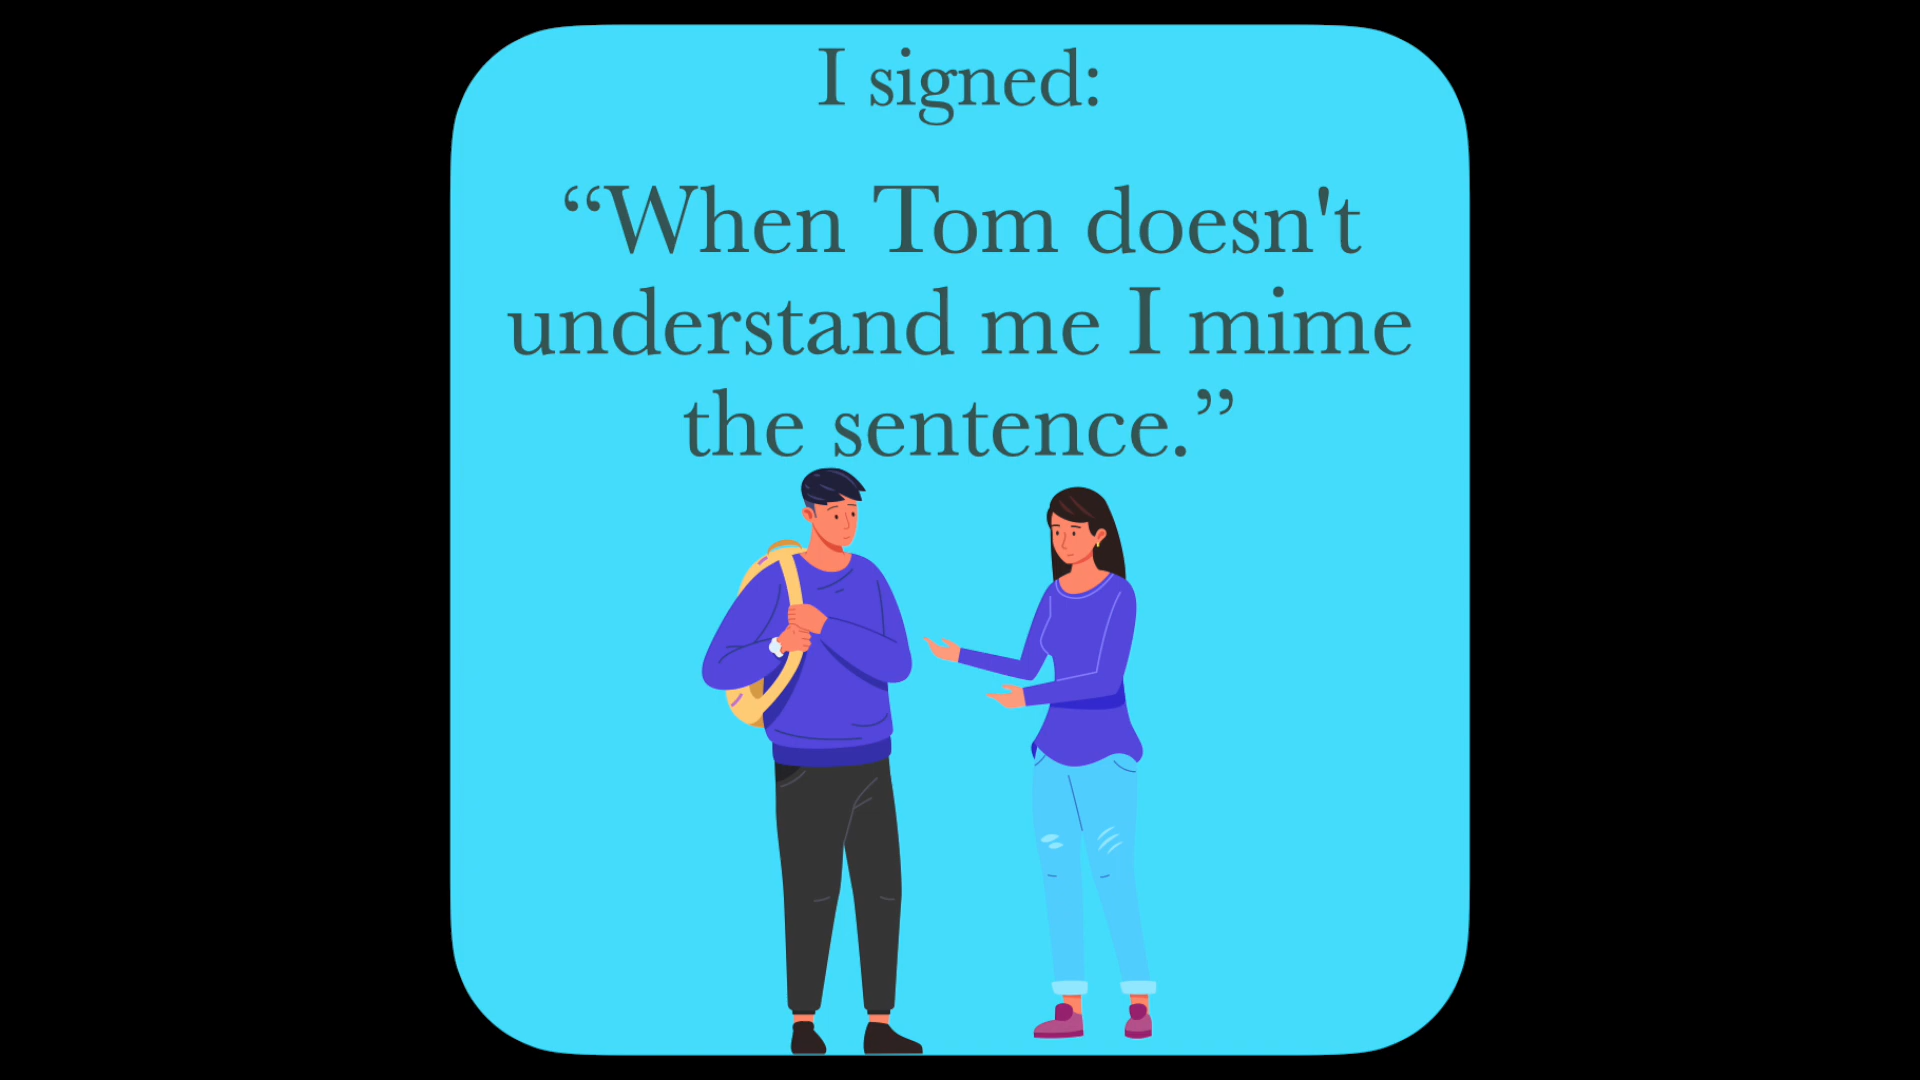 I signed:
“When Tom doesn't
understand me I mime
the sentence.”